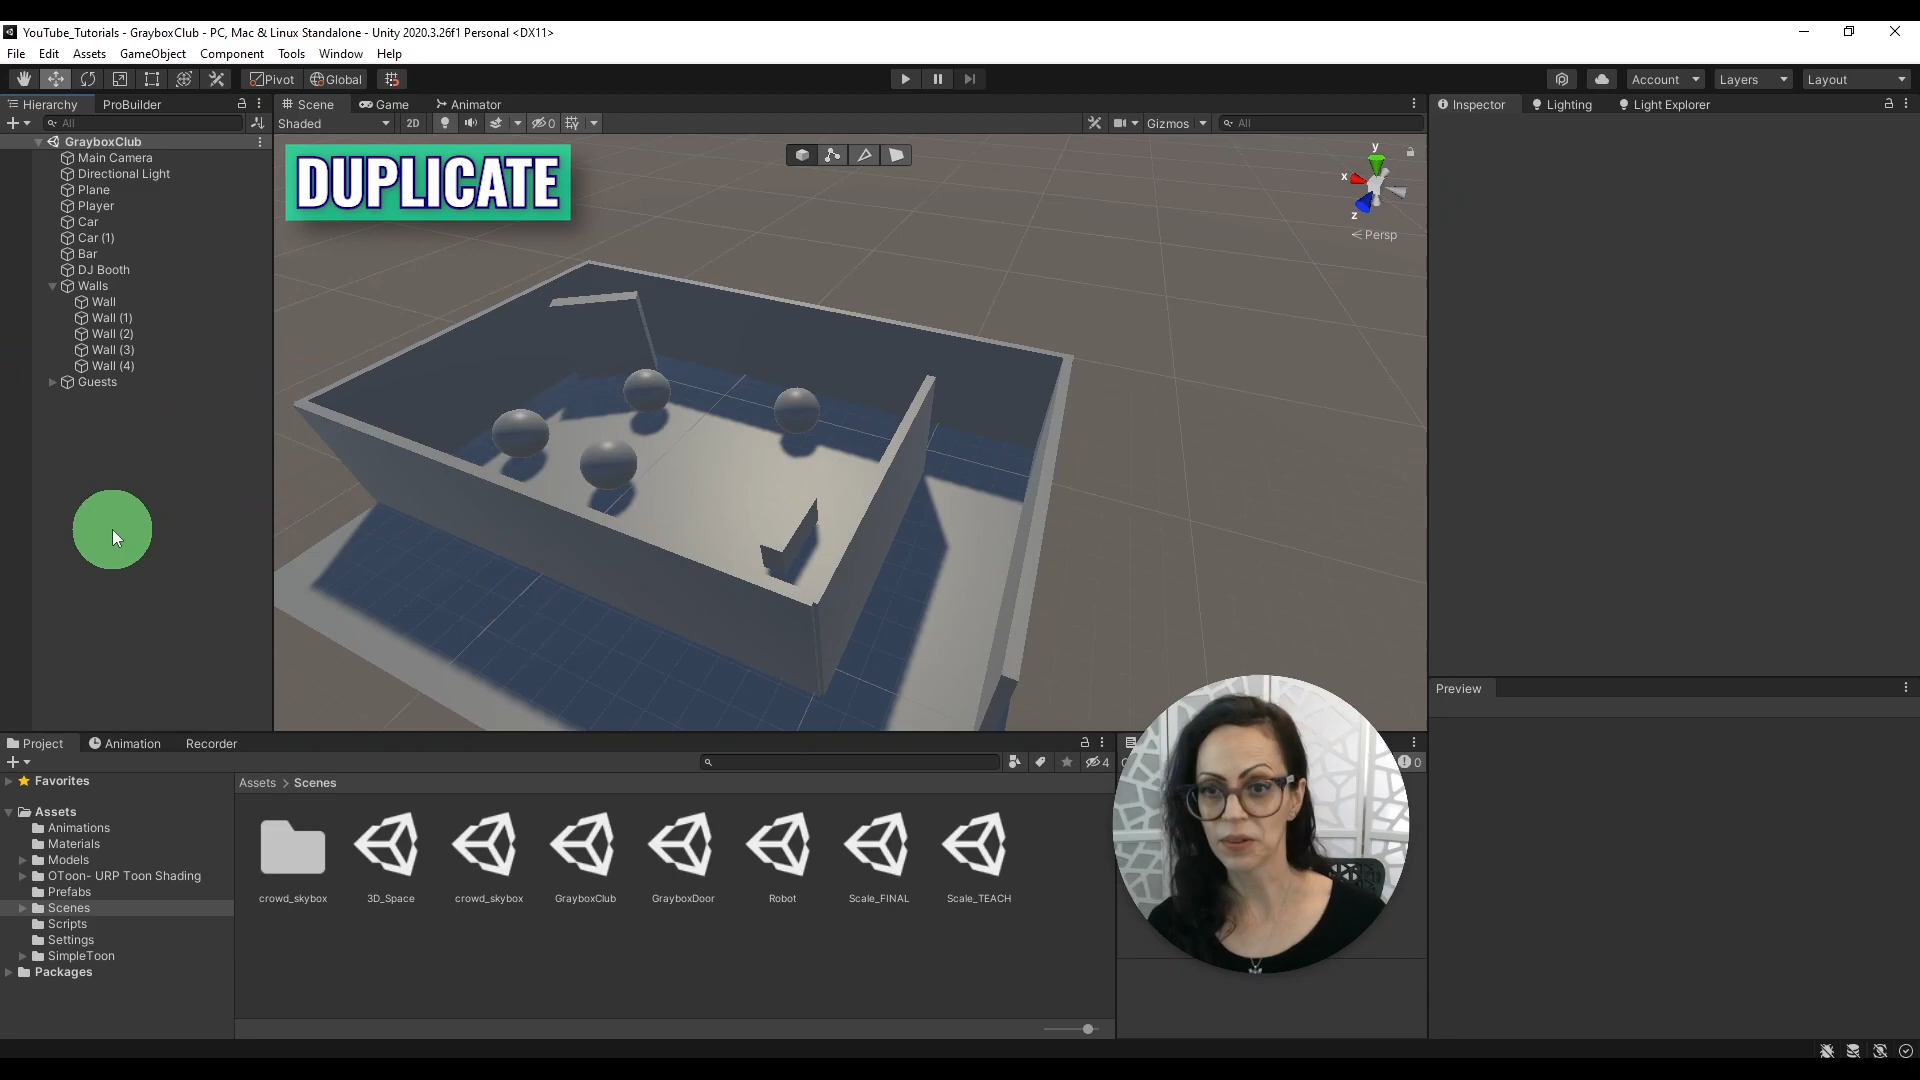 YouTube_Tutorials - GrayboxClub - PC, Mac & Linux Standalone - Unity 2020.3.26f1 Personal <DX11>
File Edit Assets GameObject Component Tools Window Help
Pivot Global Account Layers Layout
Hierarchy ProBuilder Scene Game Animator Inspector Lighting Light Explorer
All Shaded 2D 0 Gizmos All
GrayboxClub
Main Camera
Directional Light
Plane
Player
Car
Car (1)
Bar
DJ Booth
Walls
Wall
Wall (1)
Wall (2)
Wall (3)
Wall (4)
Guests
DUPLICATE
y
x
z
Persp
Preview
Project Animation Recorder
4
0
Favorites
Assets
Animations
Materials
Models
OToon- URP Toon Shading
Prefabs
Scenes
Scripts
Settings
SimpleToon
Packages
Assets > Scenes
crowd_skybox 3D_Space crowd_skybox GrayboxClub GrayboxDoor Robot Scale_FINAL Scale_TEACH